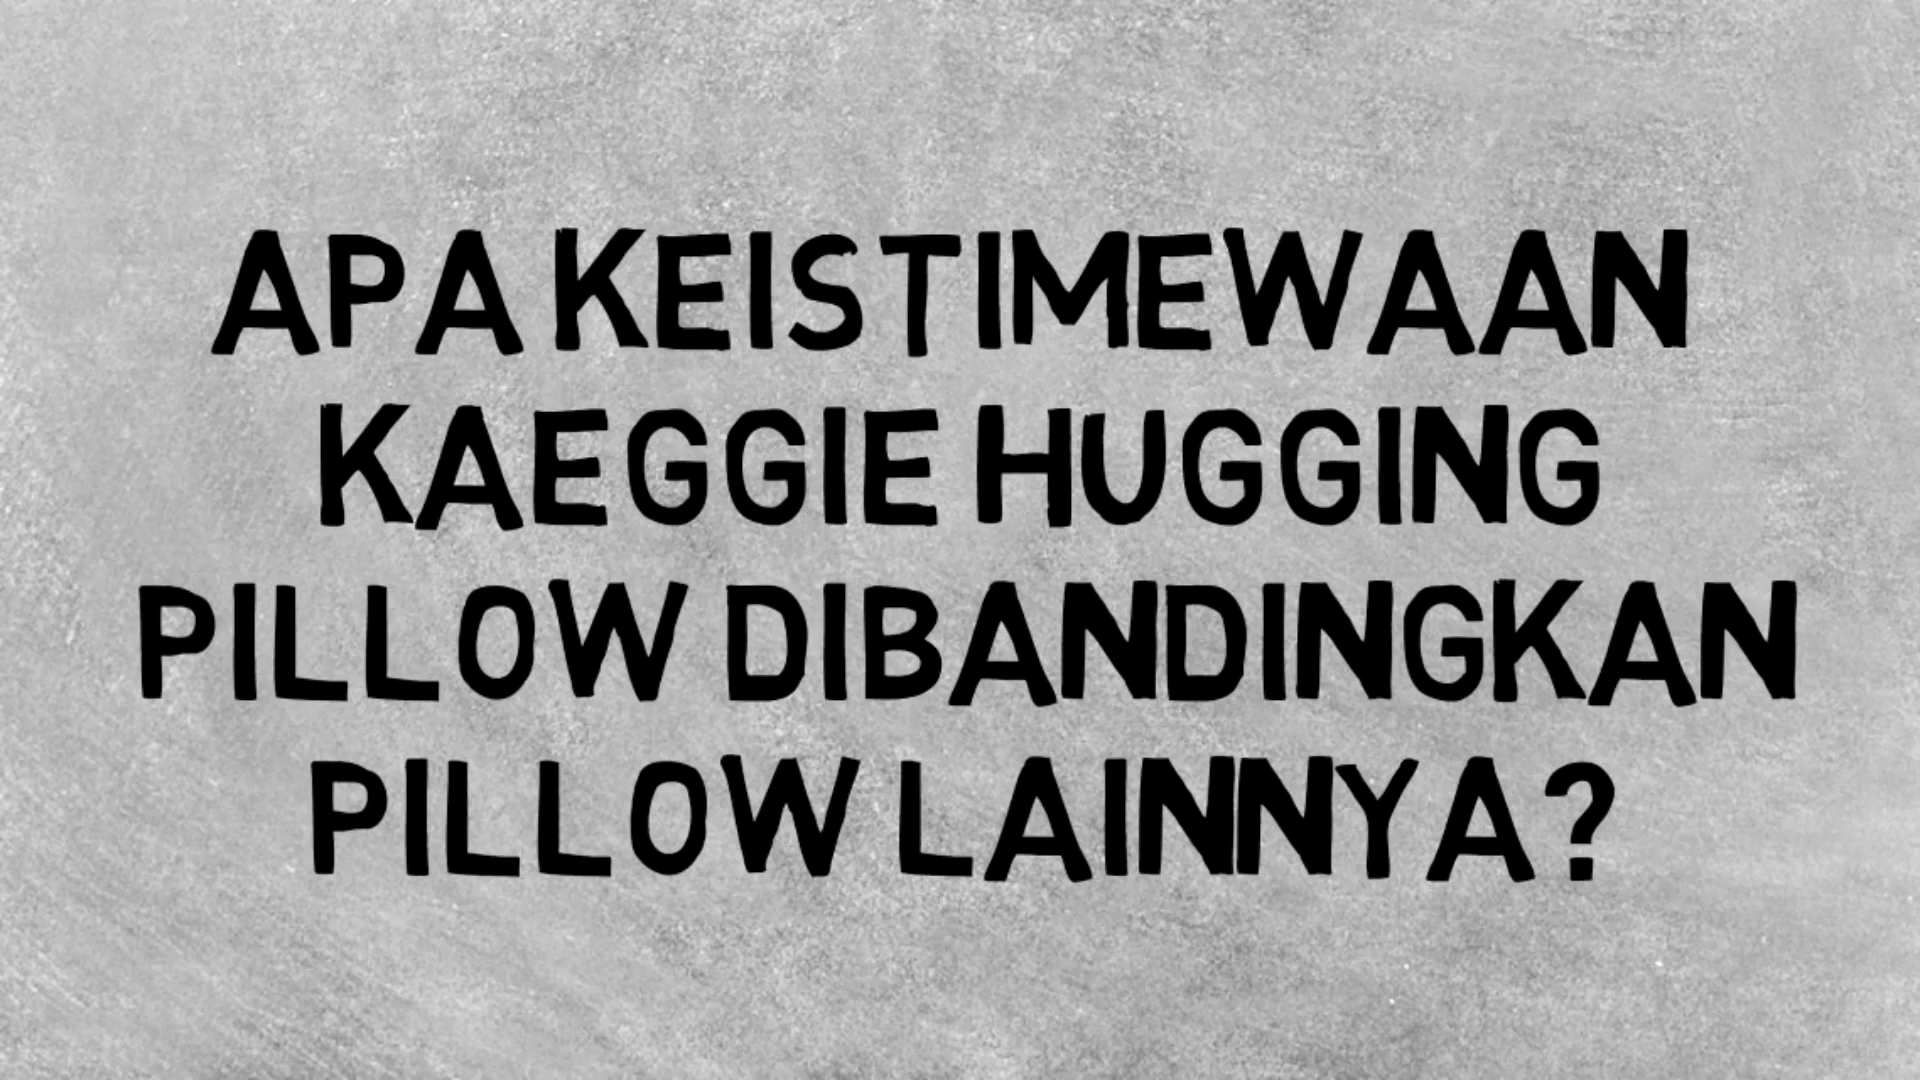 APA KEISTIMEWAAN
KAEGGIE HUGGING
PILLOW DIBANDINGKAN
PILLOW LAINNYA?